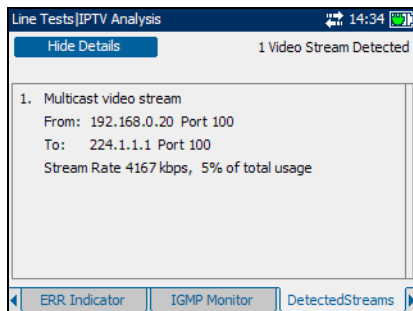 Line Tests|IPTV Analysis 14:34
Hide Details 1 Video Stream Detected
1. Multicast video stream
From: 192.168.0.20 Port 100
To: 224.1.1.1 Port 100
Stream Rate 4167 kbps, 5% of total usage
ERR Indicator IGMP Monitor DetectedStreams